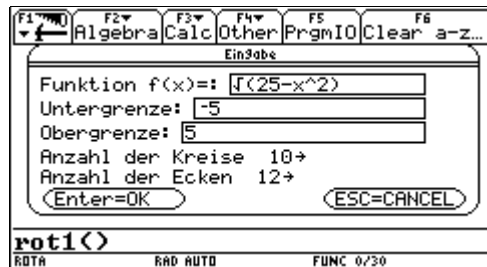 F1 F2 F3 F4 F5 F6
Algebra Calc Other PrgmIO Clear a-z…
Eingabe
Funktion f(x)=: √(25-x^2)
Untergrenze: -5
Obergrenze: 5
Anzahl der Kreise 10→
Anzahl der Ecken 12→
Enter=OK ESC=CANCEL
rot1()
ROTA RAD AUTO FUNC 0/30